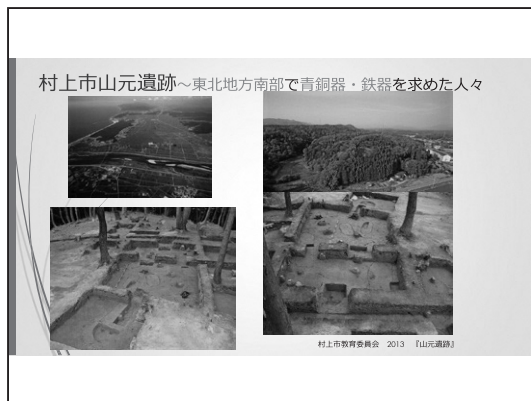 村上市山元遺跡～東北地方南部で青銅器・鉄器を求めた人々
村上市教育委員会　2013　『山元遺跡』